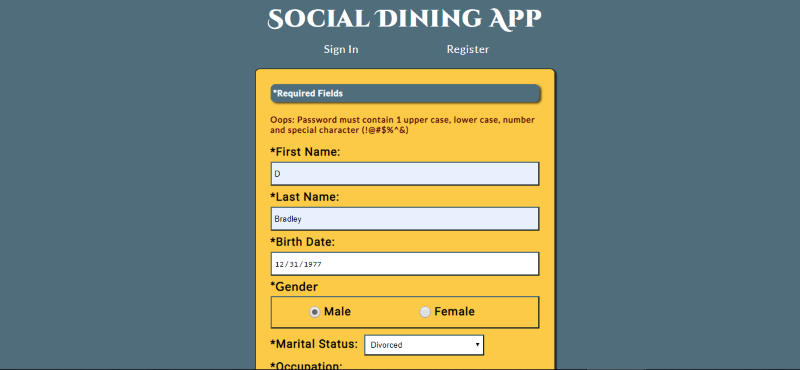 Social Dining App
Sign In Register
*Required Fields
Oops: Password must contain 1 upper case, lower case, number
and special character (!@#$%^&)
*First Name:
D
*Last Name:
Bradley
*Birth Date:
12/31/1977
*Gender
Male Female
*Marital Status: Divorced
*Occupation: